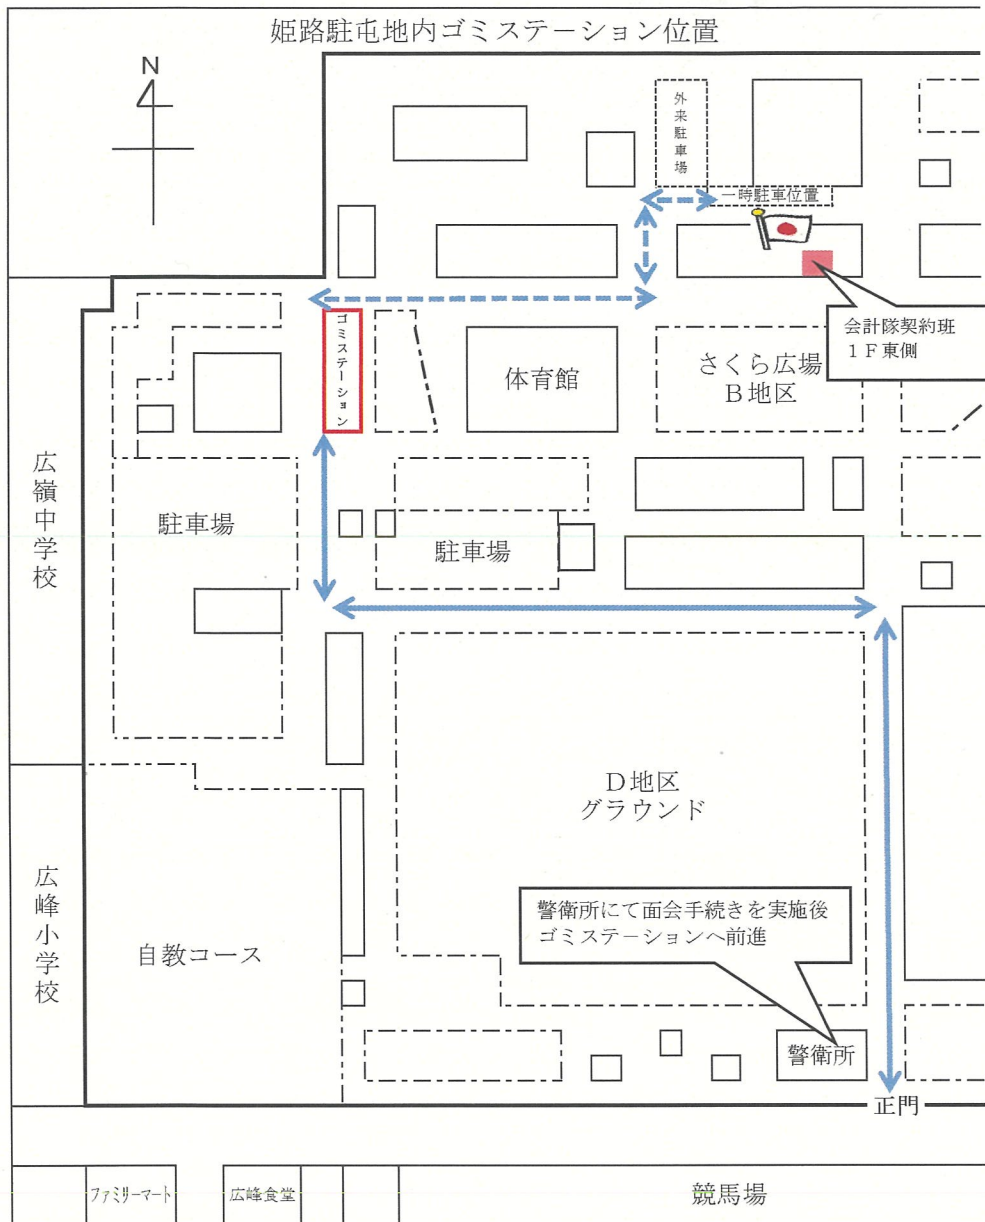 姫路駐屯地内ゴミステーション位置
N
外来駐車場
一時駐車位置
会計隊契約班
１Ｆ東側
ゴミステーション
体育館
さくら広場
Ｂ地区
広嶺中学校
駐車場
駐車場
Ｄ地区
グラウンド
警衛所にて面会手続きを実施後
ゴミステーションへ前進
広峰小学校
自教コース
警衛所
正門
ファミリーマート
広峰食堂
競馬場